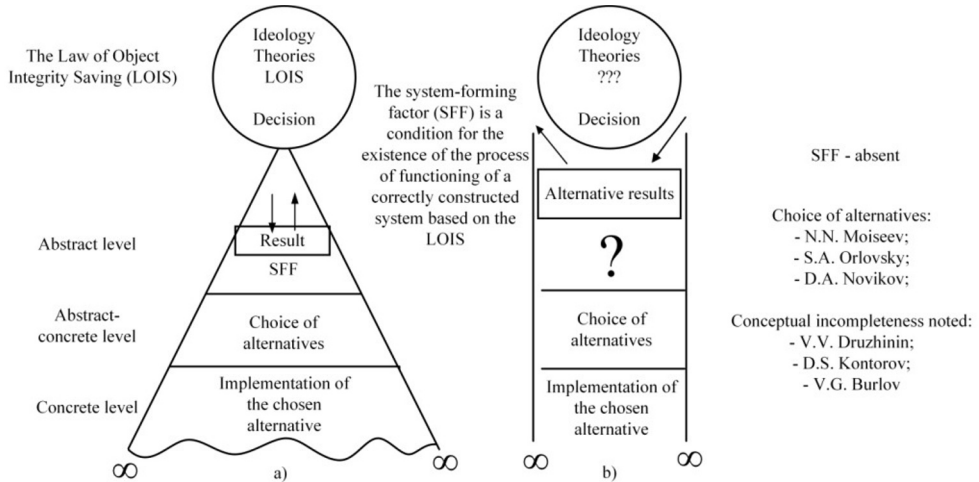 The Law of Object
Integrity Saving (LOIS)
Ideology
Theories
LOIS
Decision
Abstract level
Result
SFF
Abstract-
concrete level
Choice of
alternatives
Concrete level
Implementation of
the chosen
alternative
∞
∞
a)
The system-forming
factor (SFF) is a
condition for the
existence of the process
of functioning of a
correctly constructed
system based on the
LOIS
Ideology
Theories
???
Decision
Alternative results
?
Choice of
alternatives
Implementation of
the chosen
alternative
∞
∞
b)
SFF - absent
Choice of alternatives:
- N.N. Moiseev;
- S.A. Orlovsky;
- D.A. Novikov;
Conceptual incompleteness noted:
- V.V. Druzhinin;
- D.S. Kontorov;
- V.G. Burlov